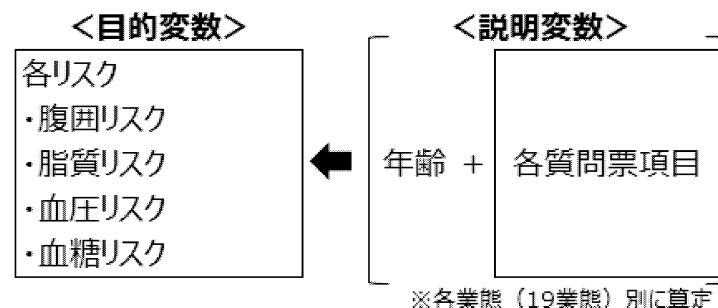 ＜目的変数＞
各リスク
・腹囲リスク
・脂質リスク
・血圧リスク
・血糖リスク
＜説明変数＞
年齢 + 各質問票項目
※各業態（19業態）別に算定